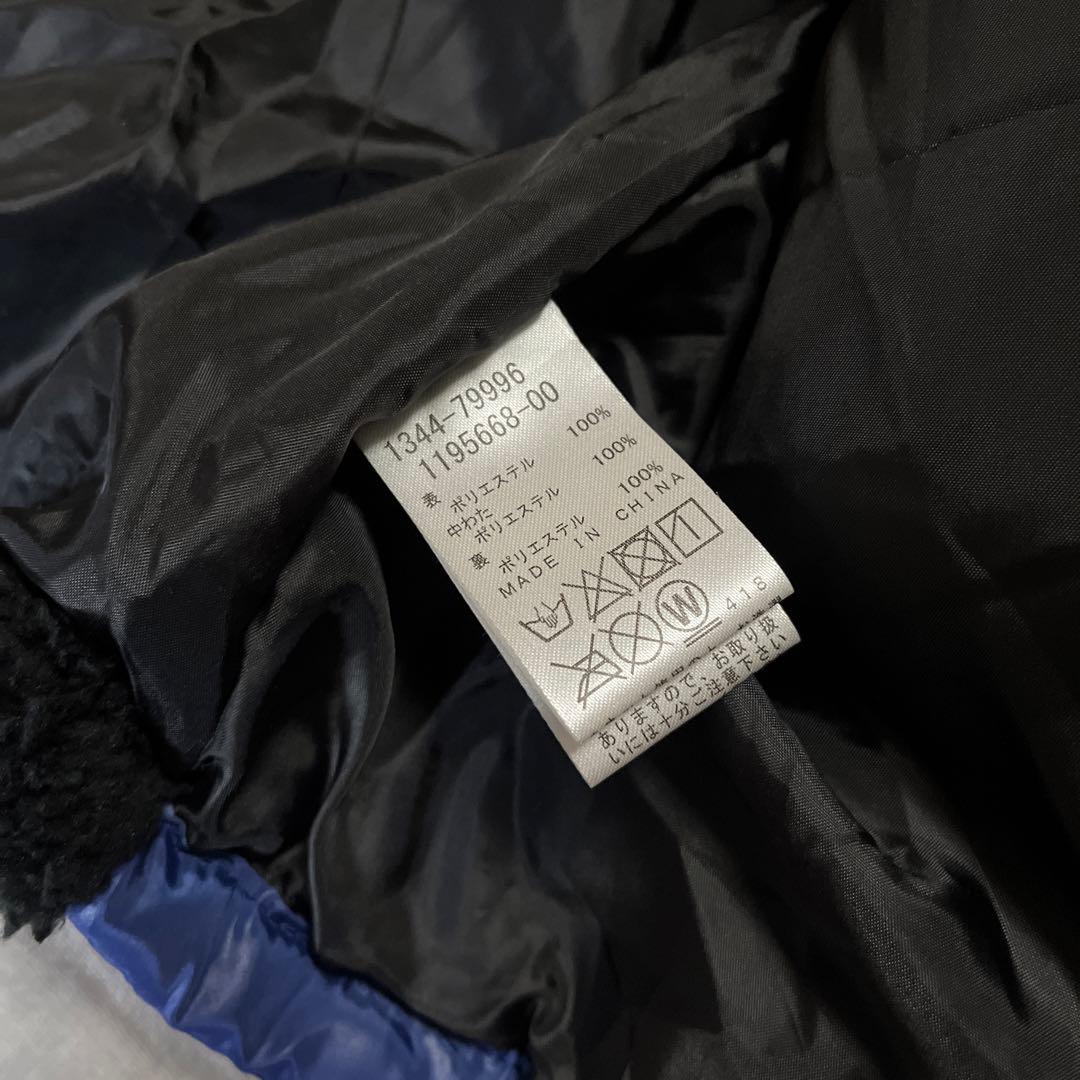 1344-79996
1195668-00
表 ポリエステル 100%
中わた
ポリエステル 100%
裏 ポリエステル 100%
MADE IN CHINA
W
418
ありますので、お取り扱
いには十分ご注意下さい